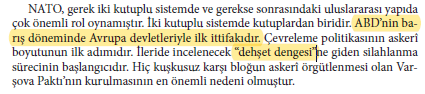 NATO, gerek iki kutuplu sistemde ve gerekse sonrasındaki uluslararası yapıda
çok önemli rol oynamıştır. İki kutuplu sistemde kutuplardan biridir. ABD'nin ba-
rış döneminde Avrupa devletleriyle ilk ittifakıdır. Çevreleme politikasının askerî
boyutunun ilk adımıdır. İleride incelenecek "dehşet dengesi"ne giden silahlanma
sürecinin başlangıcıdır. Hiç kuşkusuz karşı bloğun askerî örgütlenmesi olan Var-
şova Paktı'nın kurulmasının en önemli nedeni olmuştur.